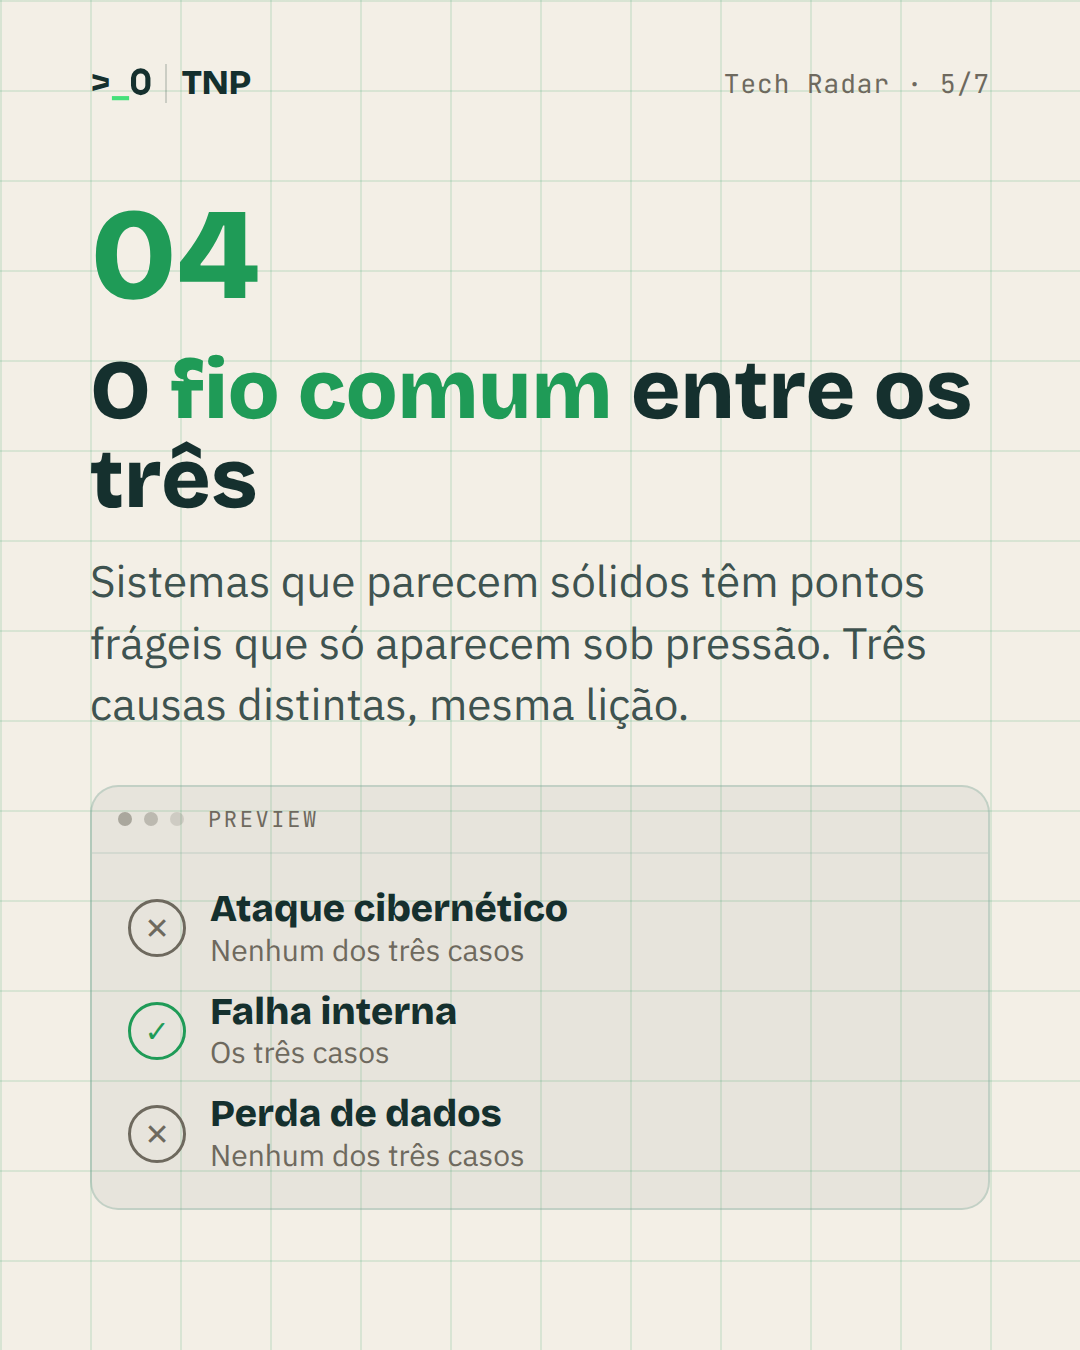 >_0 TNP
Tech Radar · 5/7
04
O fio comum entre os
três
Sistemas que parecem sólidos têm pontos
frágeis que só aparecem sob pressão. Três
causas distintas, mesma lição.
PREVIEW
✕ Ataque cibernético
Nenhum dos três casos
✓ Falha interna
Os três casos
✕ Perda de dados
Nenhum dos três casos